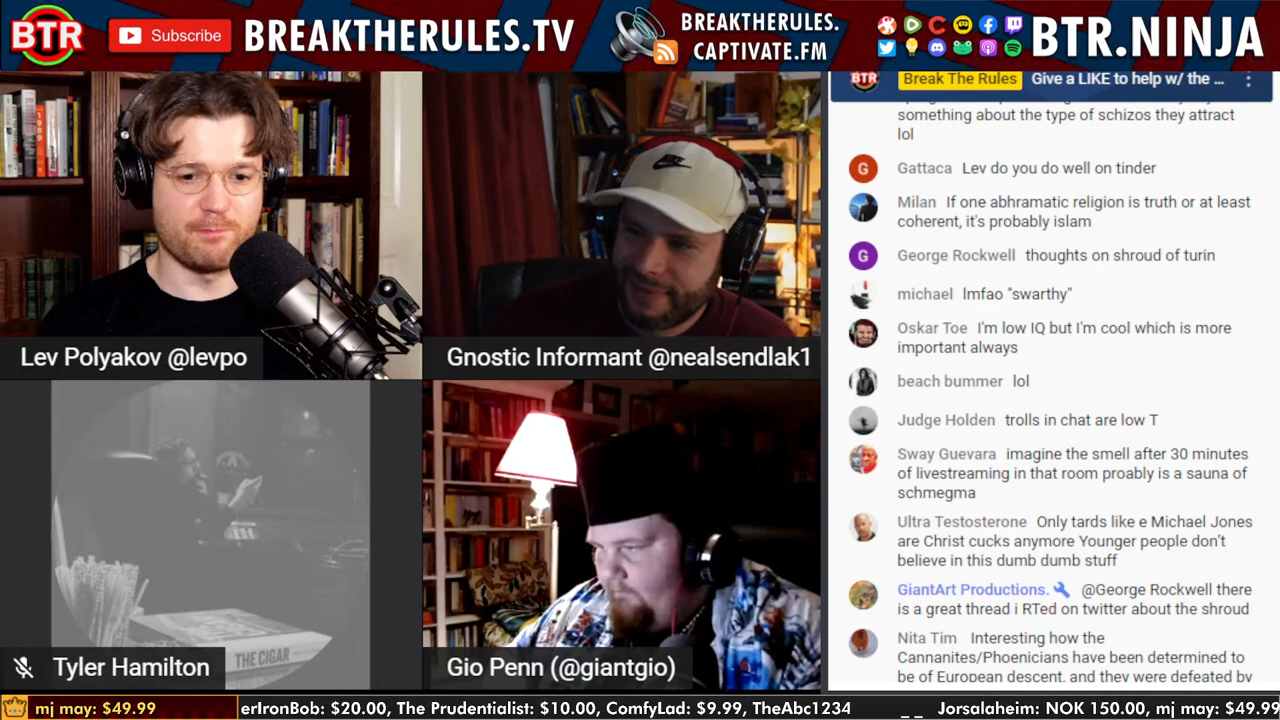 BTR
Subscribe
BREAKTHERULES.TV
BREAKTHERULES.
CAPTIVATE.FM
BTR.NINJA
1989
Lev Polyakov @levpo
Gnostic Informant @nealsendlak1
THE CIGAR
Tyler Hamilton
Gio Penn (@giantgio)
BTR
Break The Rules Give a LIKE to help w/ the ...
something about the type of schizos they attract
lol
G Gattaca Lev do you do well on tinder
Milan If one abhramatic religion is truth or at least
coherent, it's probably islam
G George Rockwell thoughts on shroud of turin
michael lmfao "swarthy"
Oskar Toe I'm low IQ but I'm cool which is more
important always
beach bummer lol
Judge Holden trolls in chat are low T
Sway Guevara imagine the smell after 30 minutes
of livestreaming in that room proably is a sauna of
schmegma
Ultra Testosterone Only tards like e Michael Jones
are Christ cucks anymore Younger people don't
believe in this dumb dumb stuff
GiantArt Productions. @George Rockwell there
is a great thread i RTed on twitter about the shroud
Nita Tim Interesting how the
Cannanites/Phoenicians have been determined to
be of European descent, and they were defeated by
mj may: $49.99
erIronBob: $20.00, The Prudentialist: $10.00, ComfyLad: $9.99, TheAbc1234
Jorsalaheim: NOK 150.00, mj may: $49.99